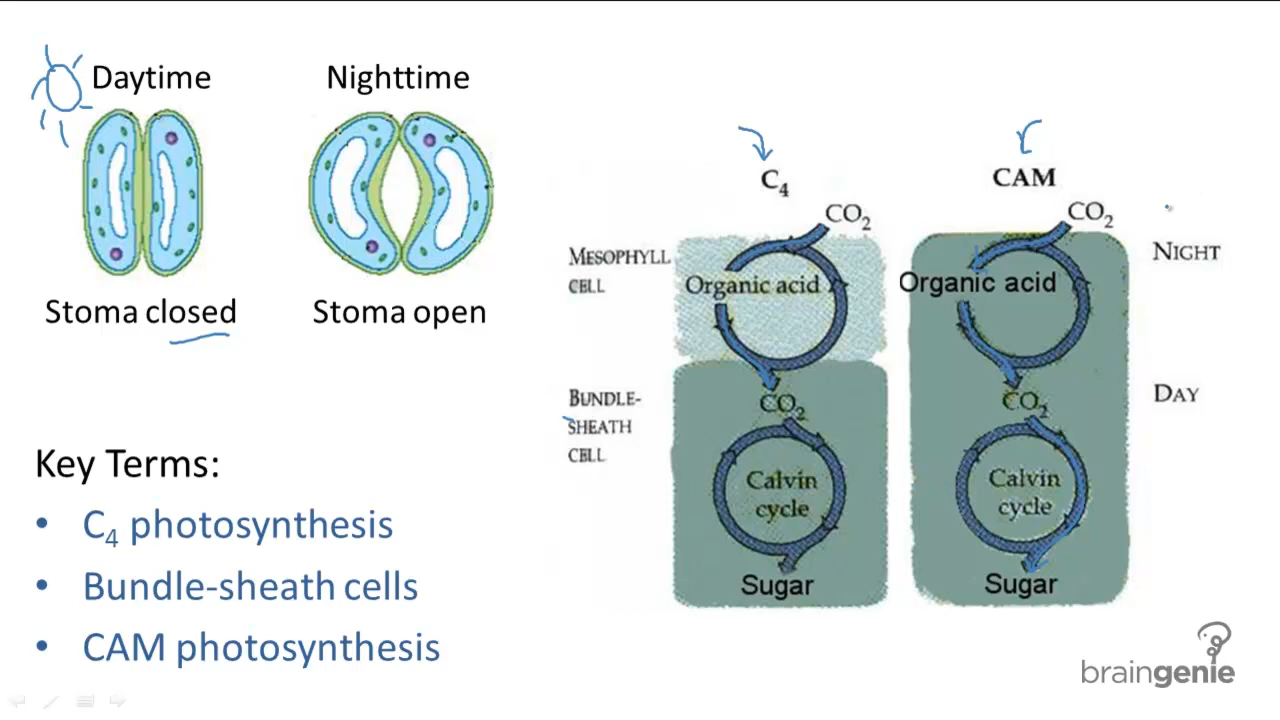 Daytime
Nighttime
Stoma closed
Stoma open
Key Terms:
• C₄ photosynthesis
• Bundle-sheath cells
• CAM photosynthesis
C₄
CO₂
MESOPHYLL
CELL
Organic acid
BUNDLE-
SHEATH
CELL
CO₂
Calvin
cycle
Sugar
CAM
CO₂
NIGHT
Organic acid
DAY
CO₂
Calvin
cycle
Sugar
braingenie